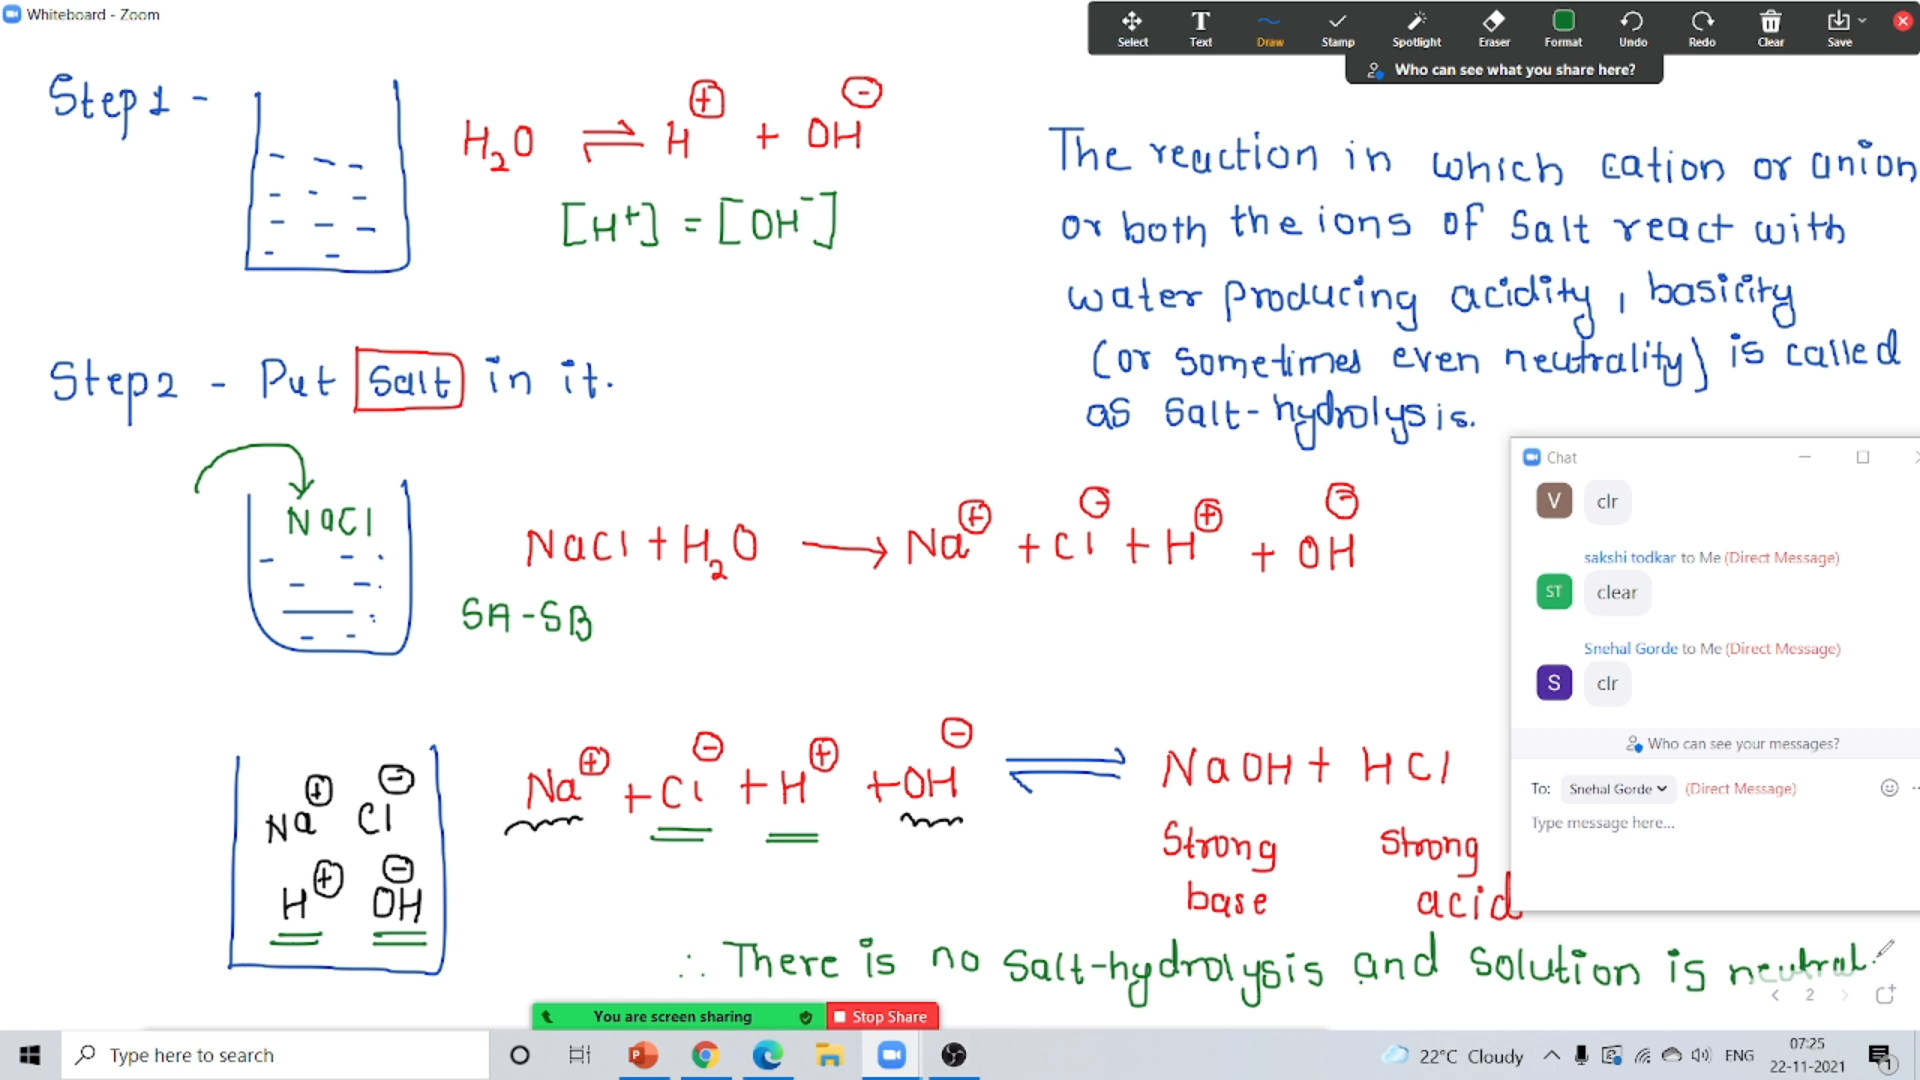 Whiteboard - Zoom
Select Text Draw Stamp Spotlight Eraser Format Undo Redo Clear Save
Who can see what you share here?
Step 1 -
H₂O ⇌ H⊕ + OH⊖
[H⁺] = [OH⁻]
The reaction in which cation or anion
or both the ions of salt react with
water producing acidity, basicity
(or sometimes even neutrality) is called
as salt-hydrolysis.
Step 2 - Put Salt in it.
NaCl
NaCl + H₂O → Na⊕ + Cl⊖ + H⊕ + OH⊖
SA-SB
Na⊕ Cl⊖
H⊕ OH⊖
Na⊕ + Cl⊖ + H⊕ + OH⊖ ⇌ NaOH + HCl
Strong strong
base acid
∴ There is no salt-hydrolysis and solution is neutral.
2
Chat
V clr
sakshi todkar to Me (Direct Message)
ST clear
Snehal Gorde to Me (Direct Message)
S clr
Who can see your messages?
To: Snehal Gorde (Direct Message)
Type message here...
You are screen sharing Stop Share
Type here to search
22°C Cloudy
ENG
07:25
22-11-2021
1